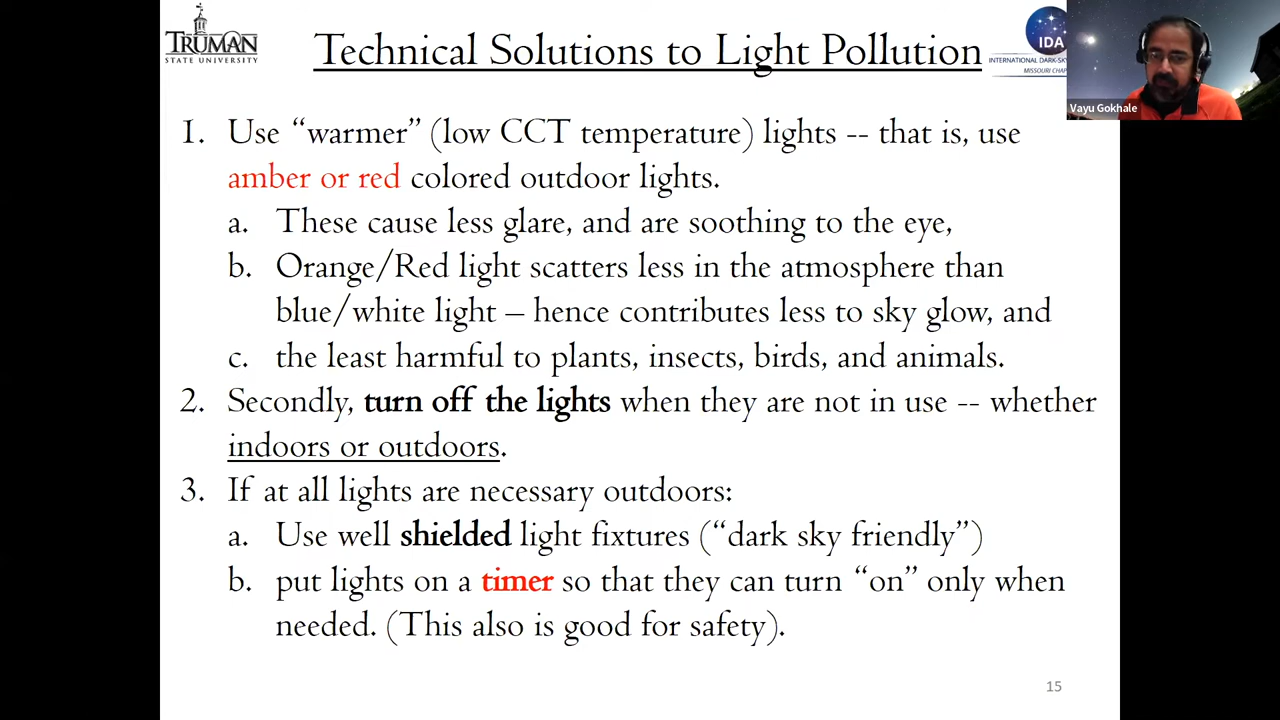 TRUMAN
STATE UNIVERSITY
Technical Solutions to Light Pollution
IDA
INTERNATIONAL DARK-SKY
MISSOURI CHAP
Vayu Gokhale
1. Use “warmer” (low CCT temperature) lights -- that is, use
amber or red colored outdoor lights.
a. These cause less glare, and are soothing to the eye,
b. Orange/Red light scatters less in the atmosphere than
blue/white light – hence contributes less to sky glow, and
c. the least harmful to plants, insects, birds, and animals.
2. Secondly, turn off the lights when they are not in use -- whether
indoors or outdoors.
3. If at all lights are necessary outdoors:
a. Use well shielded light fixtures (“dark sky friendly”)
b. put lights on a timer so that they can turn “on” only when
needed. (This also is good for safety).
15